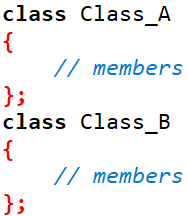 class Class_A
{
    // members
};
class Class_B
{
    // members
};